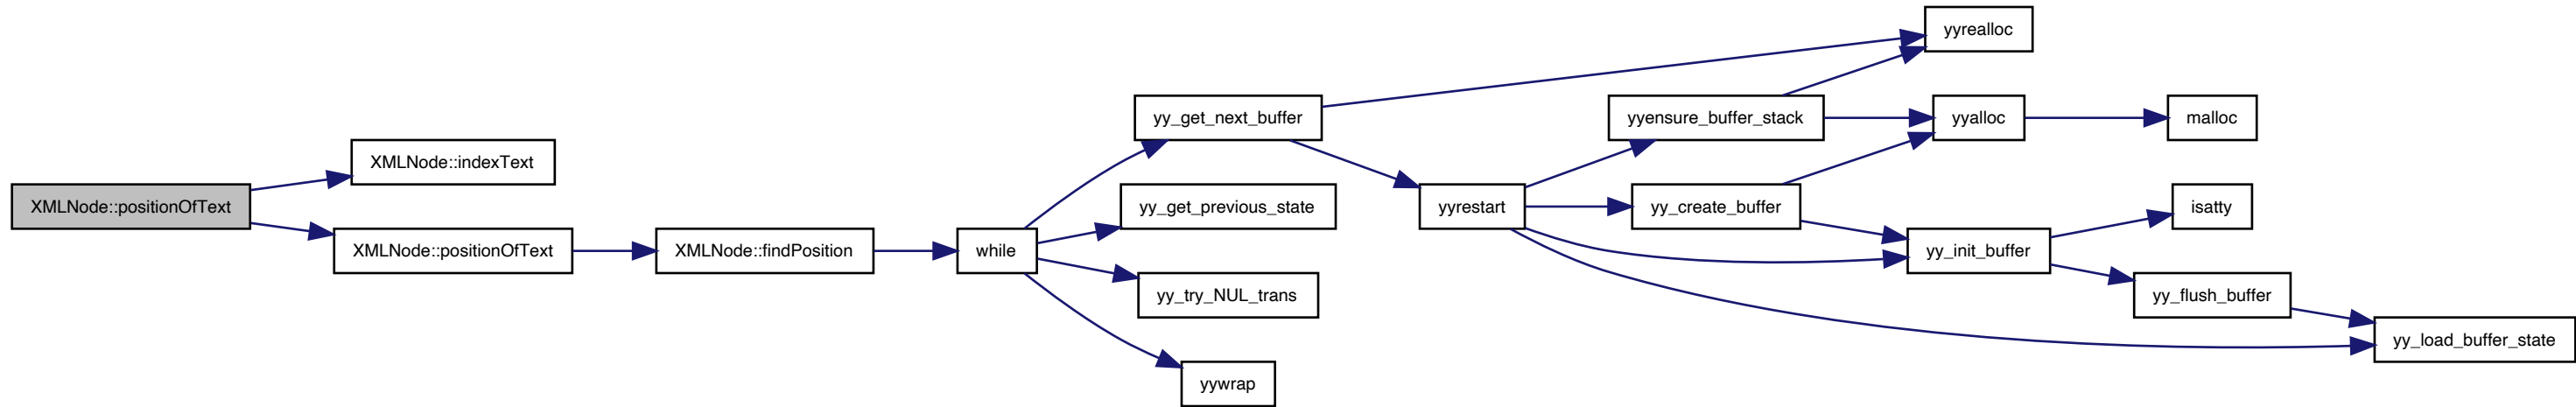 XMLNode::positionOfText
XMLNode::indexText
XMLNode::positionOfText
XMLNode::findPosition
while
yy_get_next_buffer
yy_get_previous_state
yy_try_NUL_trans
yywrap
yyrestart
yyensure_buffer_stack
yy_create_buffer
yyrealloc
yyalloc
yy_init_buffer
malloc
isatty
yy_flush_buffer
yy_load_buffer_state